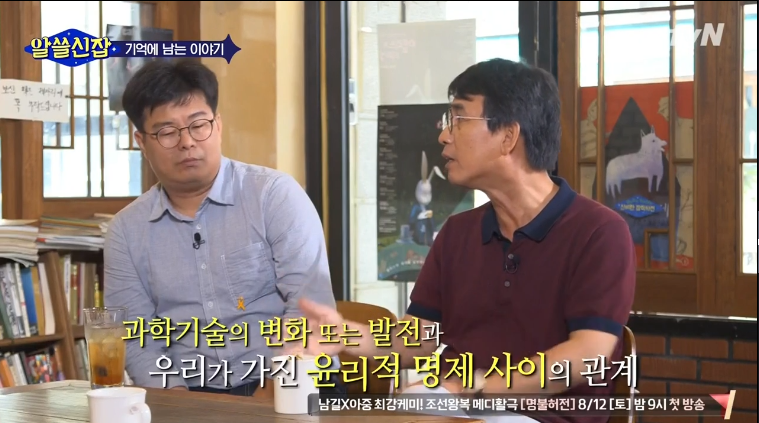 알쓸신잡
기억에 남는 이야기
tvN
과학기술의 변화 또는 발전과
우리가 가진 윤리적 명제 사이의 관계
남길X아중 최강케미! 조선왕복 메디활극 [명불허전] 8/12 [토] 밤 9시 첫 방송